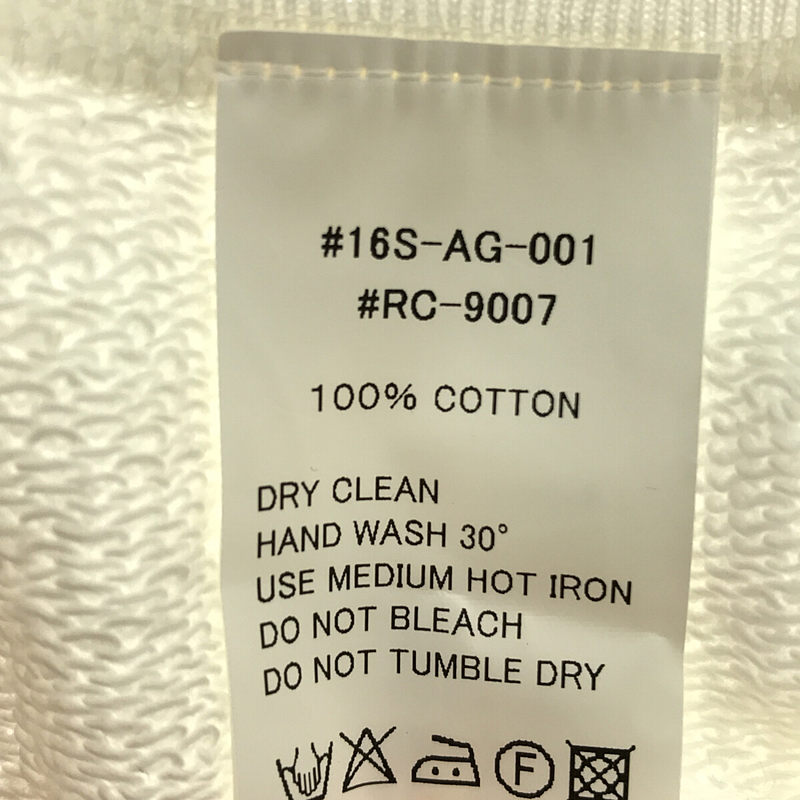 #16S-AG-001
#RC-9007
100% COTTON
DRY CLEAN
HAND WASH 30°
USE MEDIUM HOT IRON
DO NOT BLEACH
DO NOT TUMBLE DRY
F